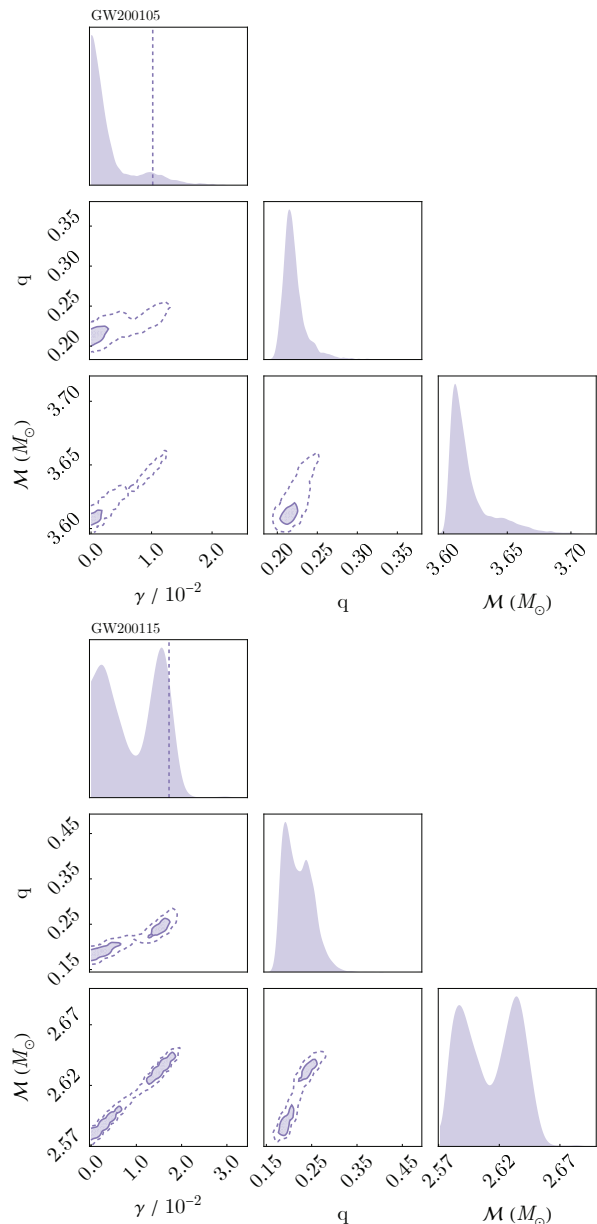 GW200105
0.35
0.30
q
0.25
0.20
3.70
3.65
𝓜 (M⊙)
3.60
0.0 1.0 2.0
0.20 0.25 0.30 0.35
3.60 3.65 3.70
γ / 10⁻² q 𝓜 (M⊙)
GW200115
0.45
0.35
q
0.25
0.15
2.67
2.62
𝓜 (M⊙)
2.57
0.0 1.0 2.0 3.0
0.15 0.25 0.35 0.45
2.57 2.62 2.67
γ / 10⁻² q 𝓜 (M⊙)